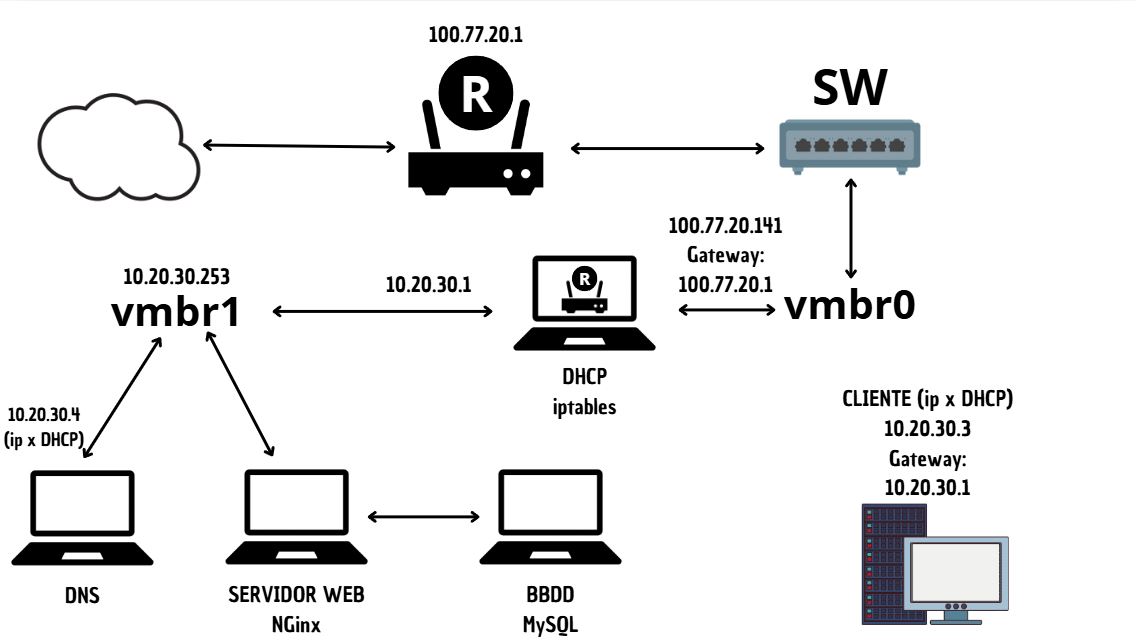 100.77.20.1
R
SW
100.77.20.141
Gateway:
100.77.20.1
vmbr0
10.20.30.253
vmbr1
10.20.30.1
R
DHCP
iptables
10.20.30.4
(ip x DHCP)
CLIENTE (ip x DHCP)
10.20.30.3
Gateway:
10.20.30.1
DNS
SERVIDOR WEB
NGinx
BBDD
MySQL